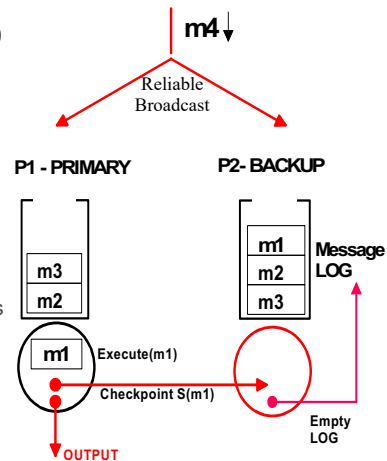 )
m4
Reliable
Broadcast
P1 - PRIMARY
P2- BACKUP
m3
m2
m1
m2
m3
Message
LOG
s
m1
Execute(m1)
Checkpoint S(m1)
Empty
LOG
OUTPUT